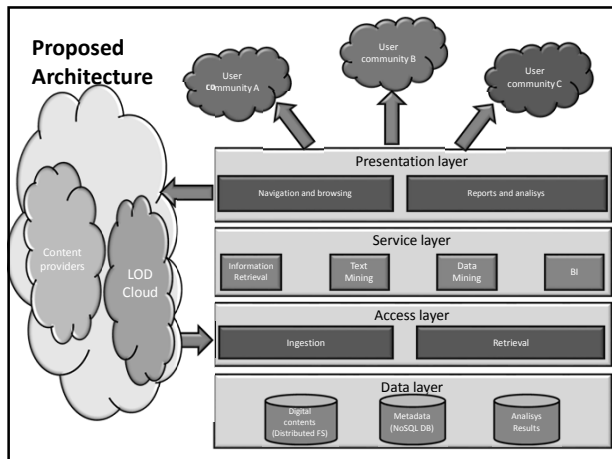 Proposed
Architecture
User
community A
User
community B
User
community C
Presentation layer
Navigation and browsing
Reports and analisys
Content
providers
LOD
Cloud
Service layer
Information
Retrieval
Text
Mining
Data
Mining
BI
Access layer
Ingestion
Retrieval
Data layer
Digital
contents
(Distributed FS)
Metadata
(NoSQL DB)
Analisys
Results